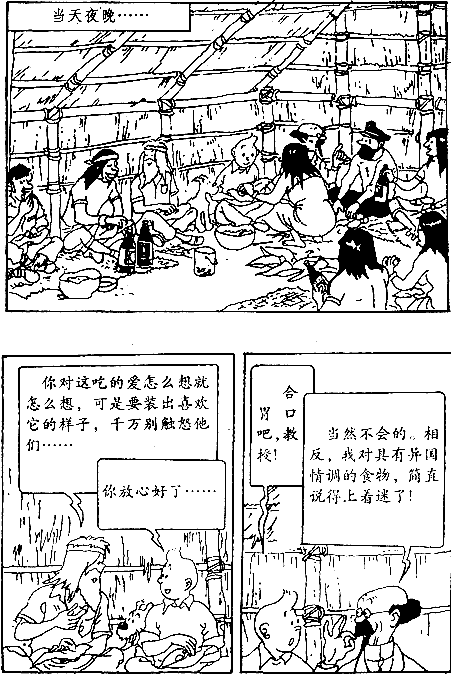 当天夜晚……
你对这吃的爱怎么想就
怎么想，可是要装出喜欢
它的样子，千万别触怒他
们……
你放心好了……
合
胃口
吧，教
授！
当然不会的。相
反，我对具有异国
情调的食物，简直
说得上着迷了！